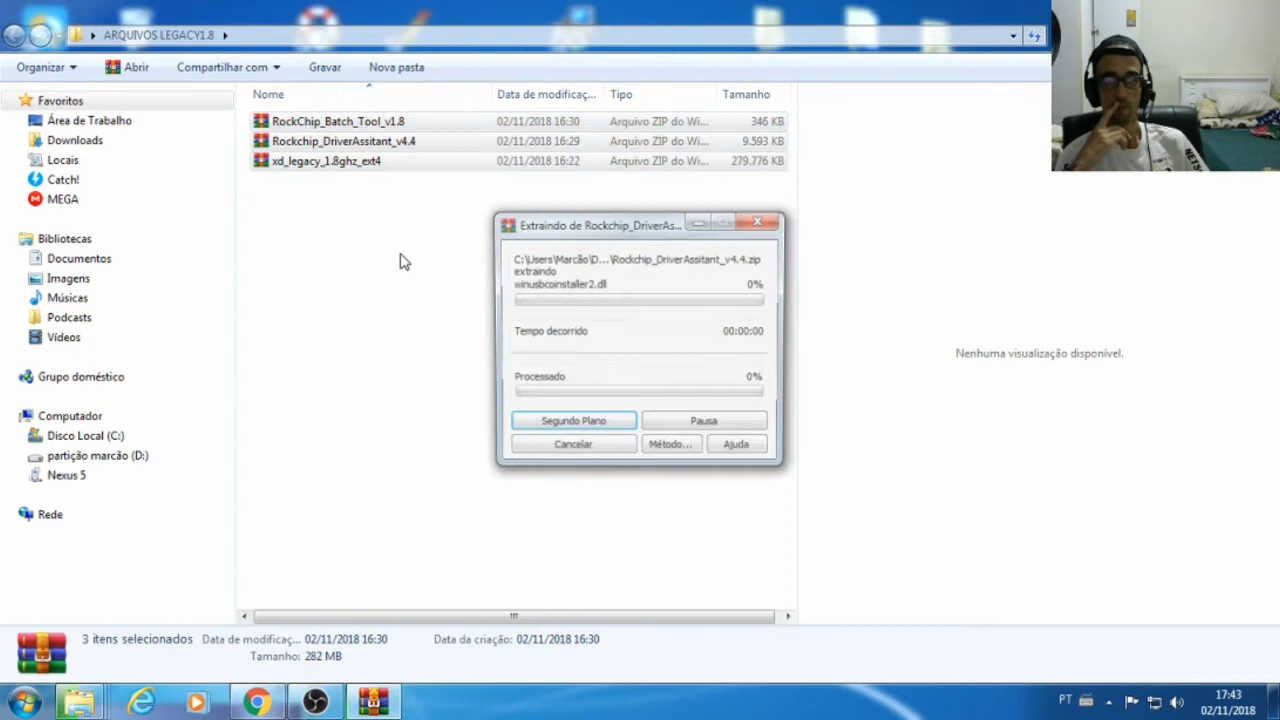 ARQUIVOS LEGACY1.8
Organizar
Abrir
Compartilhar com
Gravar
Nova pasta
Favoritos
Área de Trabalho
Downloads
Locais
Catch!
MEGA
Bibliotecas
Documentos
Imagens
Músicas
Podcasts
Vídeos
Grupo doméstico
Computador
Disco Local (C:)
partição marcão (D:)
Nexus 5
Rede
Nome Data de modificaç... Tipo Tamanho
RockChip_Batch_Tool_v1.8 02/11/2018 16:30 Arquivo ZIP do Wi... 346 KB
Rockchip_DriverAssitant_v4.4 02/11/2018 16:29 Arquivo ZIP do Wi... 9.593 KB
xd_legacy_1.8ghz_ext4 02/11/2018 16:22 Arquivo ZIP do Wi... 279.776 KB
Extraindo de Rockchip_DriverAs...
C:\Users\Marcão\D...\Rockchip_DriverAssitant_v4.4.zip
extraindo
winusbcoinstaller2.dll 0%
Tempo decorrido 00:00:00
Processado 0%
Segundo Plano Pausa
Cancelar Método... Ajuda
Nenhuma visualização disponível.
3 itens selecionados Data de modificaç... 02/11/2018 16:30 Data da criação: 02/11/2018 16:30
Tamanho: 282 MB
PT
17:43
02/11/2018